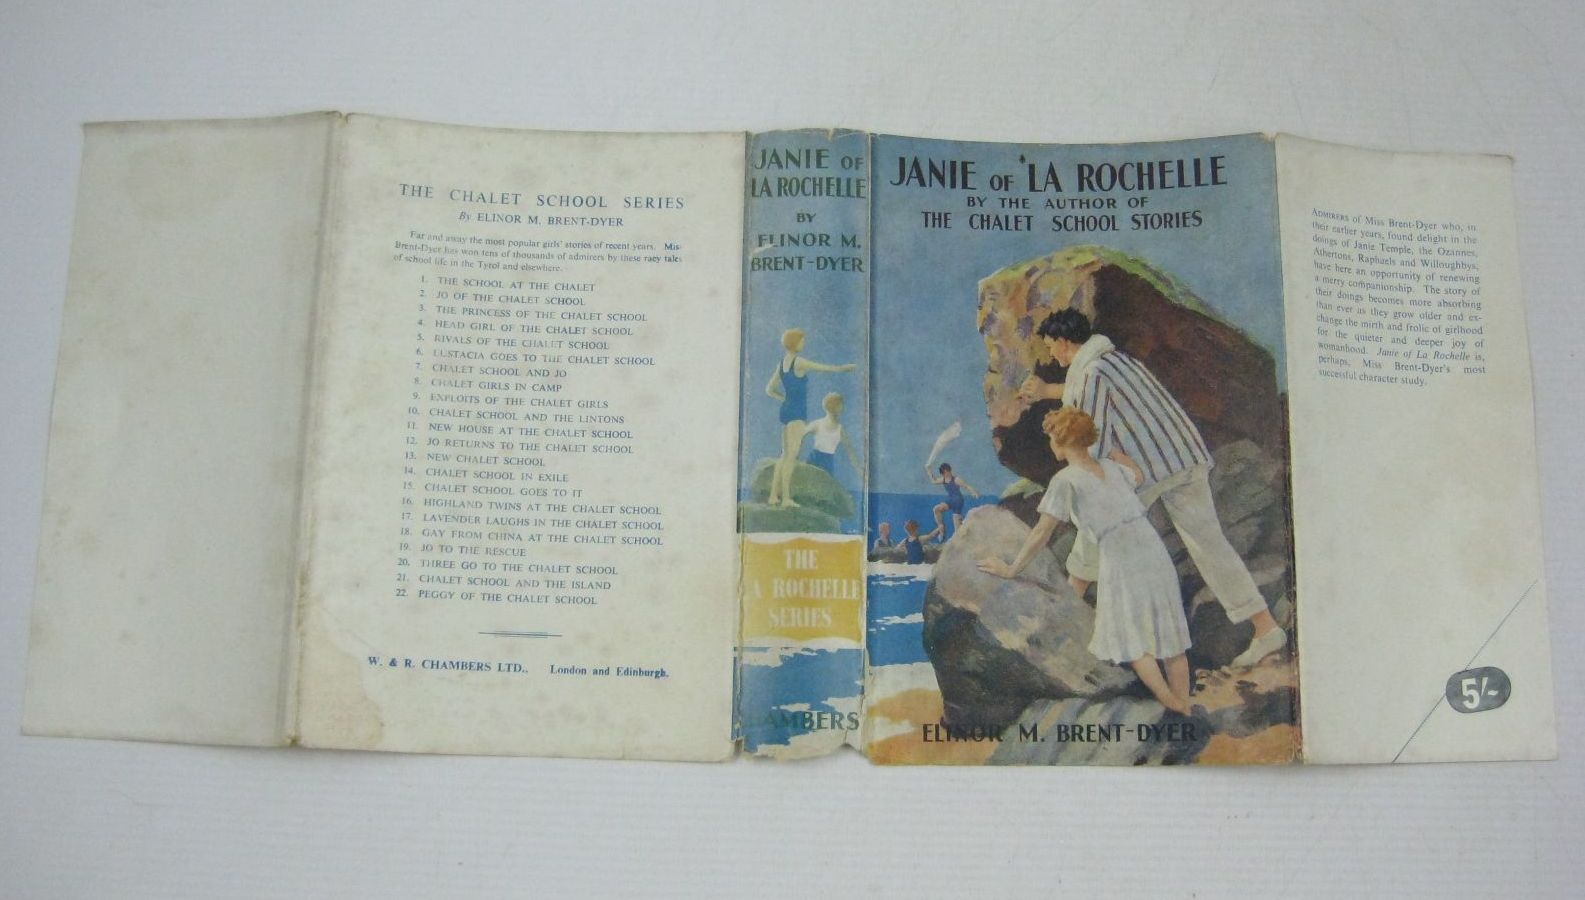 THE CHALET SCHOOL SERIES
By ELINOR M. BRENT-DYER
Far and away the most popular girls' stories of recent years. Mis
Brent-Dyer has won tens of thousands of admirers by these racy tales
of school life in the Tyrol and elsewhere.
1. THE SCHOOL AT THE CHALET
2. JO OF THE CHALET SCHOOL
3. THE PRINCESS OF THE CHALET SCHOOL
4. HEAD GIRL OF THE CHALET SCHOOL
5. RIVALS OF THE CHALET SCHOOL
6. EUSTACIA GOES TO THE CHALET SCHOOL
7. CHALET SCHOOL AND JO
8. CHALET GIRLS IN CAMP
9. EXPLOITS OF THE CHALET GIRLS
10. CHALET SCHOOL AND THE LINTONS
11. NEW HOUSE AT THE CHALET SCHOOL
12. JO RETURNS TO THE CHALET SCHOOL
13. NEW CHALET SCHOOL
14. CHALET SCHOOL IN EXILE
15. CHALET SCHOOL GOES TO IT
16. HIGHLAND TWINS AT THE CHALET SCHOOL
17. LAVENDER LAUGHS IN THE CHALET SCHOOL
18. GAY FROM CHINA AT THE CHALET SCHOOL
19. JO TO THE RESCUE
20. THREE GO TO THE CHALET SCHOOL
21. CHALET SCHOOL AND THE ISLAND
22. PEGGY OF THE CHALET SCHOOL
W. & R. CHAMBERS LTD.. London and Edinburgh.
JANIE OF
LA ROCHELLE
BY
ELINOR M.
BRENT-DYER
THE
LA ROCHELLE
SERIES
CHAMBERS
JANIE OF LA ROCHELLE
BY THE AUTHOR OF
THE CHALET SCHOOL STORIES
ELINOR M. BRENT-DYER
ADMIRERS of Miss Brent-Dyer who, in
their earlier years, found delight in the
doings of Janie Temple, the Ozannes,
Athertons, Raphaels and Willoughbys,
have here an opportunity of renewing
a merry companionship. The story of
their doings becomes more absorbing
than ever as they grow older and ex-
change the mirth and frolic of girlhood
for the quieter and deeper joy of
womanhood. Janie of La Rochelle is,
perhaps, Miss Brent-Dyer's most
successful character study.
5/-